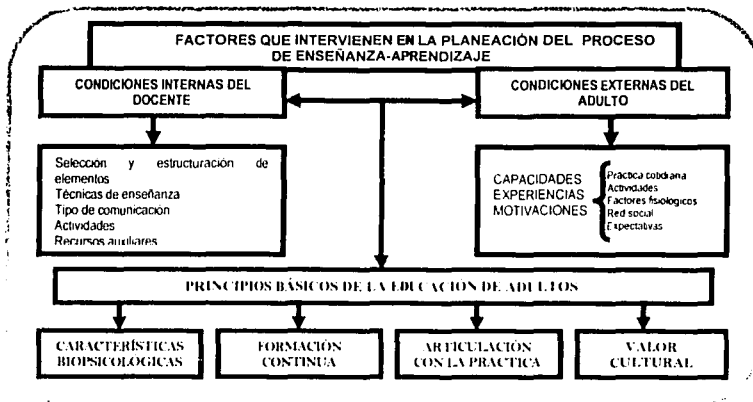 FACTORES QUE INTERVIENEN EN LA PLANEACIÓN DEL PROCESO
DE ENSEÑANZA-APRENDIZAJE
CONDICIONES INTERNAS DEL
DOCENTE
CONDICIONES EXTERNAS DEL
ADULTO
Selección y estructuración de
elementos
Técnicas de enseñanza
Tipo de comunicación
Actividades
Recursos auxiliares
CAPACIDADES
EXPERIENCIAS
MOTIVACIONES
Práctica cotidiana
Actividades
Factores fisiológicos
Red social
Expectativas
PRINCIPIOS BÁSICOS DE LA EDUCACIÓN DE ADULTOS
CARACTERÍSTICAS
BIOPSICOLÓGICAS
FORMACIÓN
CONTINUA
ARTICULACIÓN
CON LA PRÁCTICA
VALOR
CULTURAL